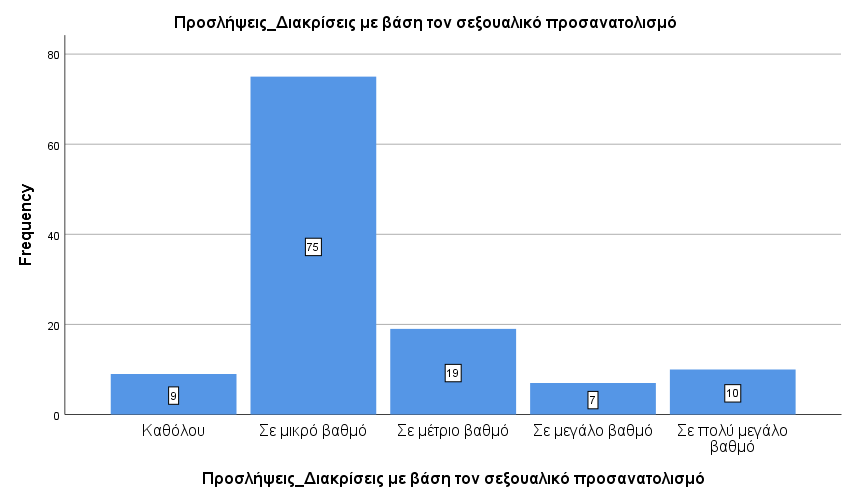 Προσλήψεις_Διακρίσεις με βάση τον σεξουαλικό προσανατολισμό
80
60
40
20
0
Frequency
9
75
19
7
10
Καθόλου
Σε μικρό βαθμό
Σε μέτριο βαθμό
Σε μεγάλο βαθμό
Σε πολύ μεγάλο
βαθμό
Προσλήψεις_Διακρίσεις με βάση τον σεξουαλικό προσανατολισμό